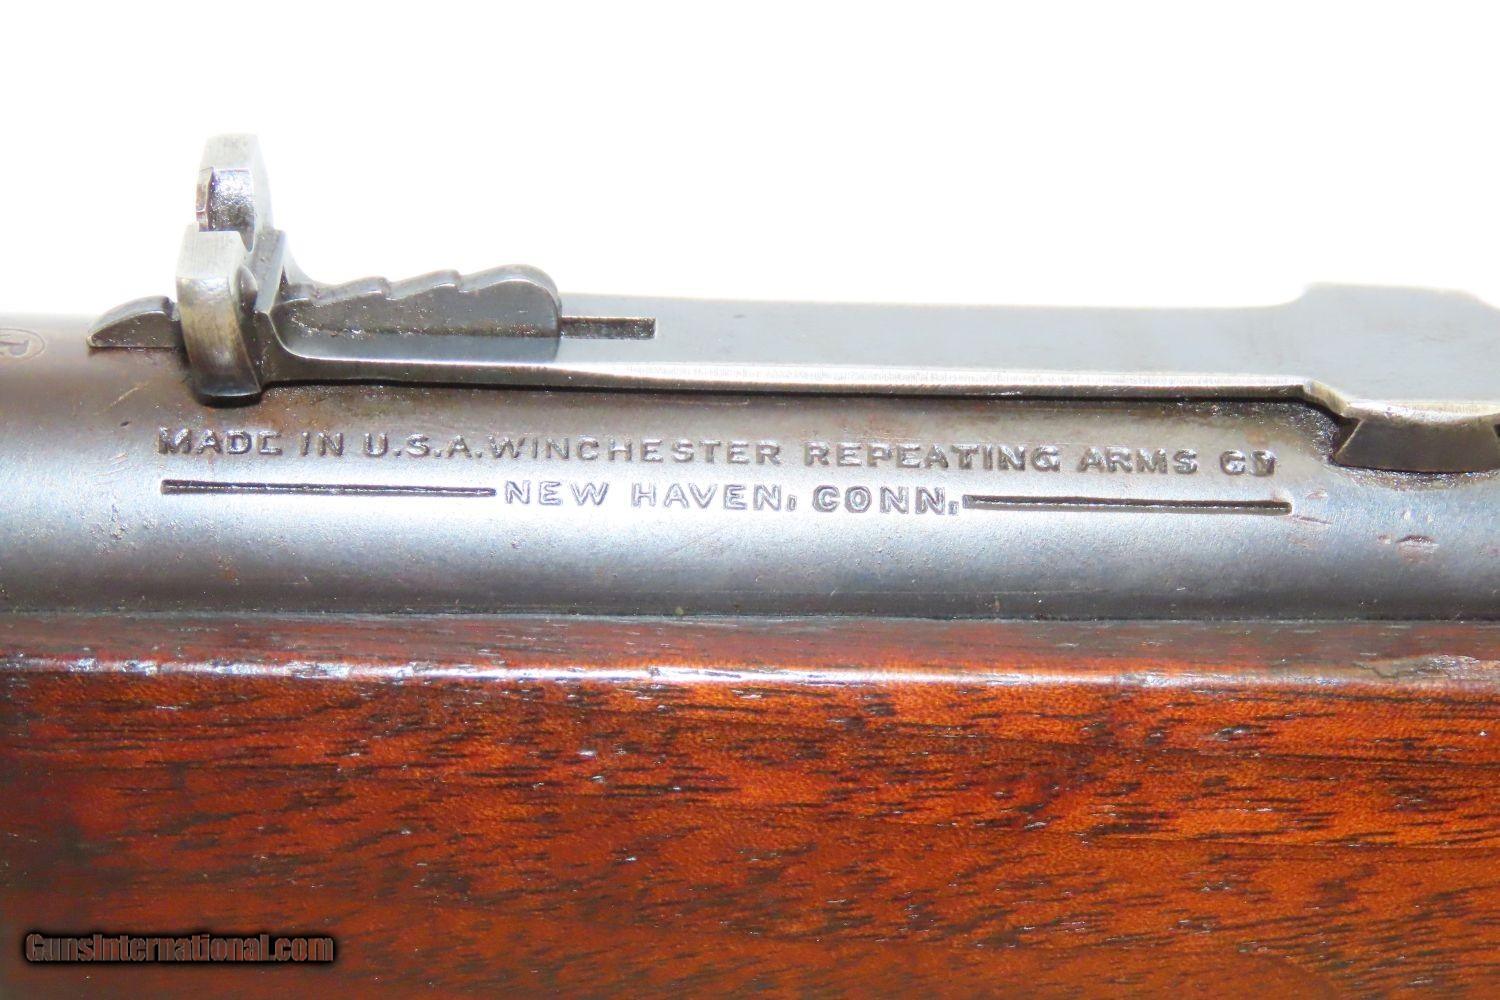 MADE IN U.S.A. WINCHESTER REPEATING ARMS CO
NEW HAVEN, CONN.
GunsInternational.com